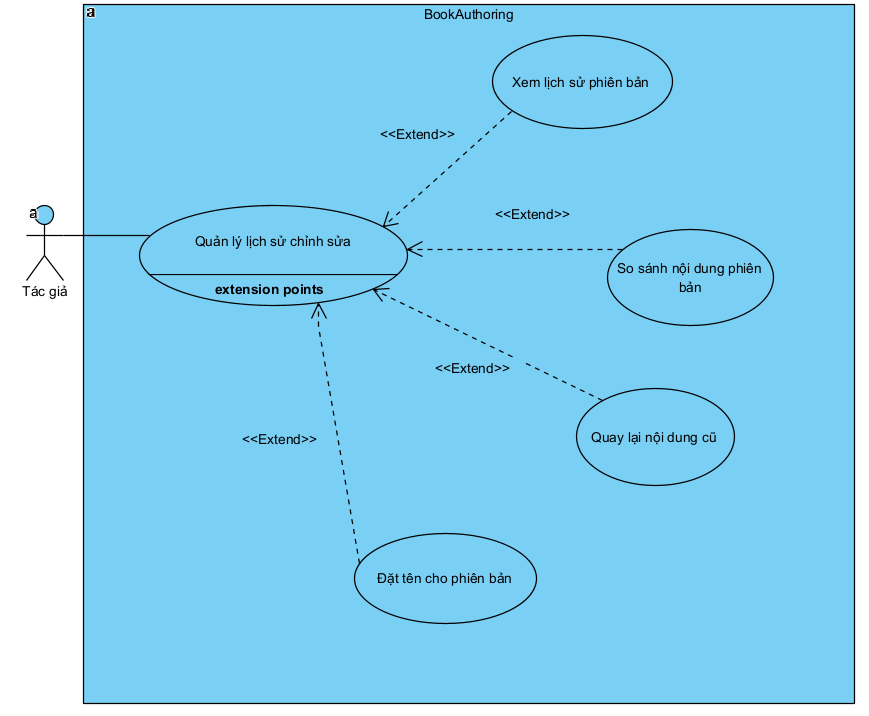 a
BookAuthoring
Xem lịch sử phiên bản
<<Extend>>
a
<<Extend>>
Quản lý lịch sử chỉnh sửa
So sánh nội dung phiên
bản
extension points
Tác giả
<<Extend>>
Quay lại nội dung cũ
<<Extend>>
Đặt tên cho phiên bản